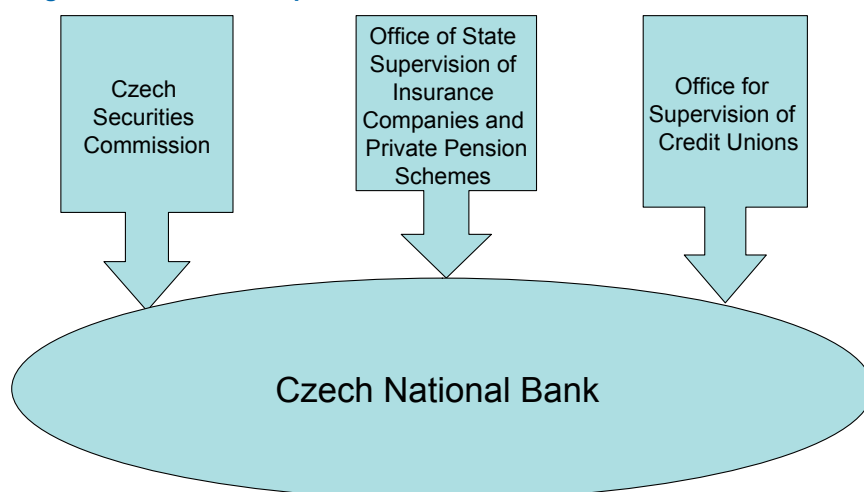 Czech
Securities
Commission
Office of State
Supervision of
Insurance
Companies and
Private Pension
Schemes
Office for
Supervision of
Credit Unions
Czech National Bank